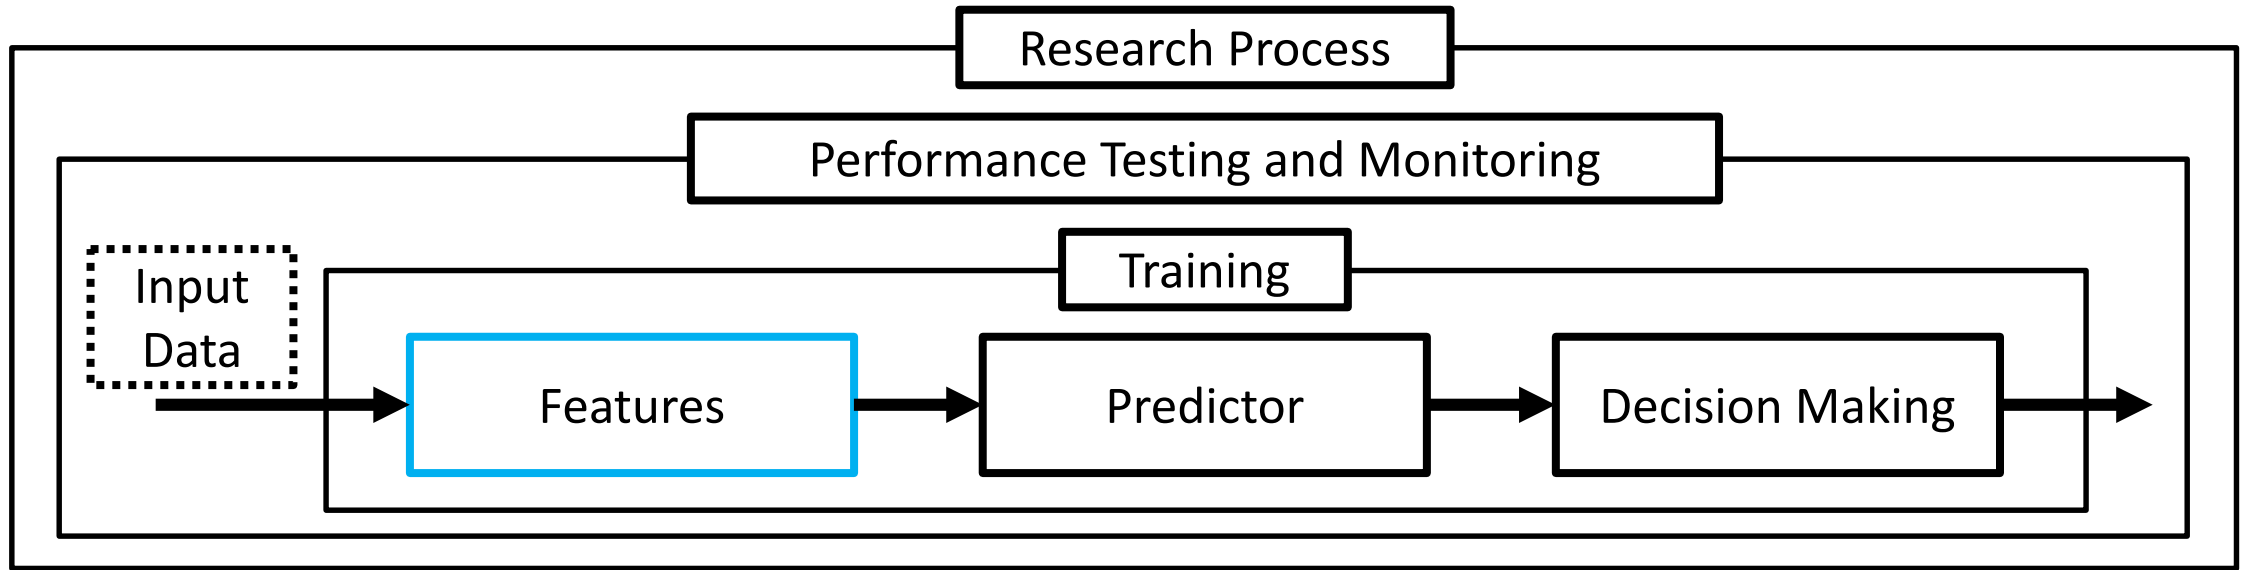 Research Process
Performance Testing and Monitoring
Training
Input
Data
Features
Predictor
Decision Making